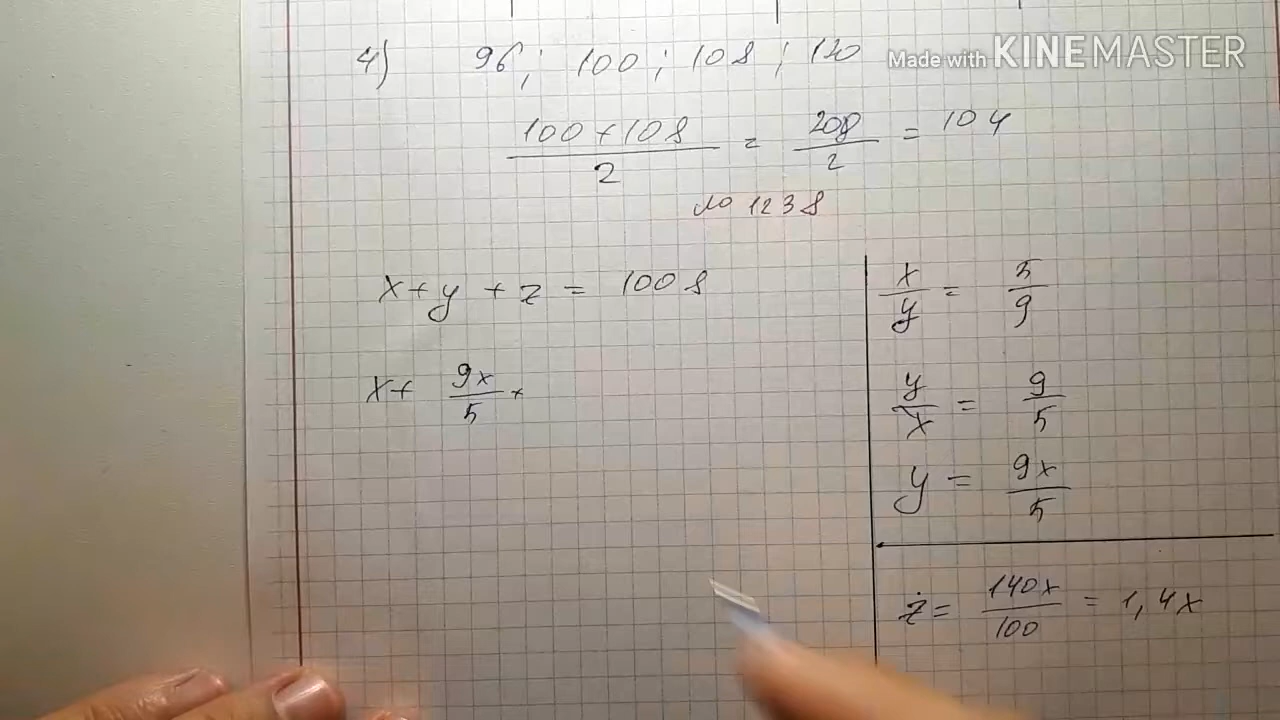 4) 96; 100; 108; 120
Made with KINEMASTER
(100 + 108)/2 = 208/2 = 104
№ 1238
x + y + z = 1008
x/y = 5/9
x + 9x/5 +
y/x = 9/5
y = 9x/5
z = 140x/100 = 1,4x